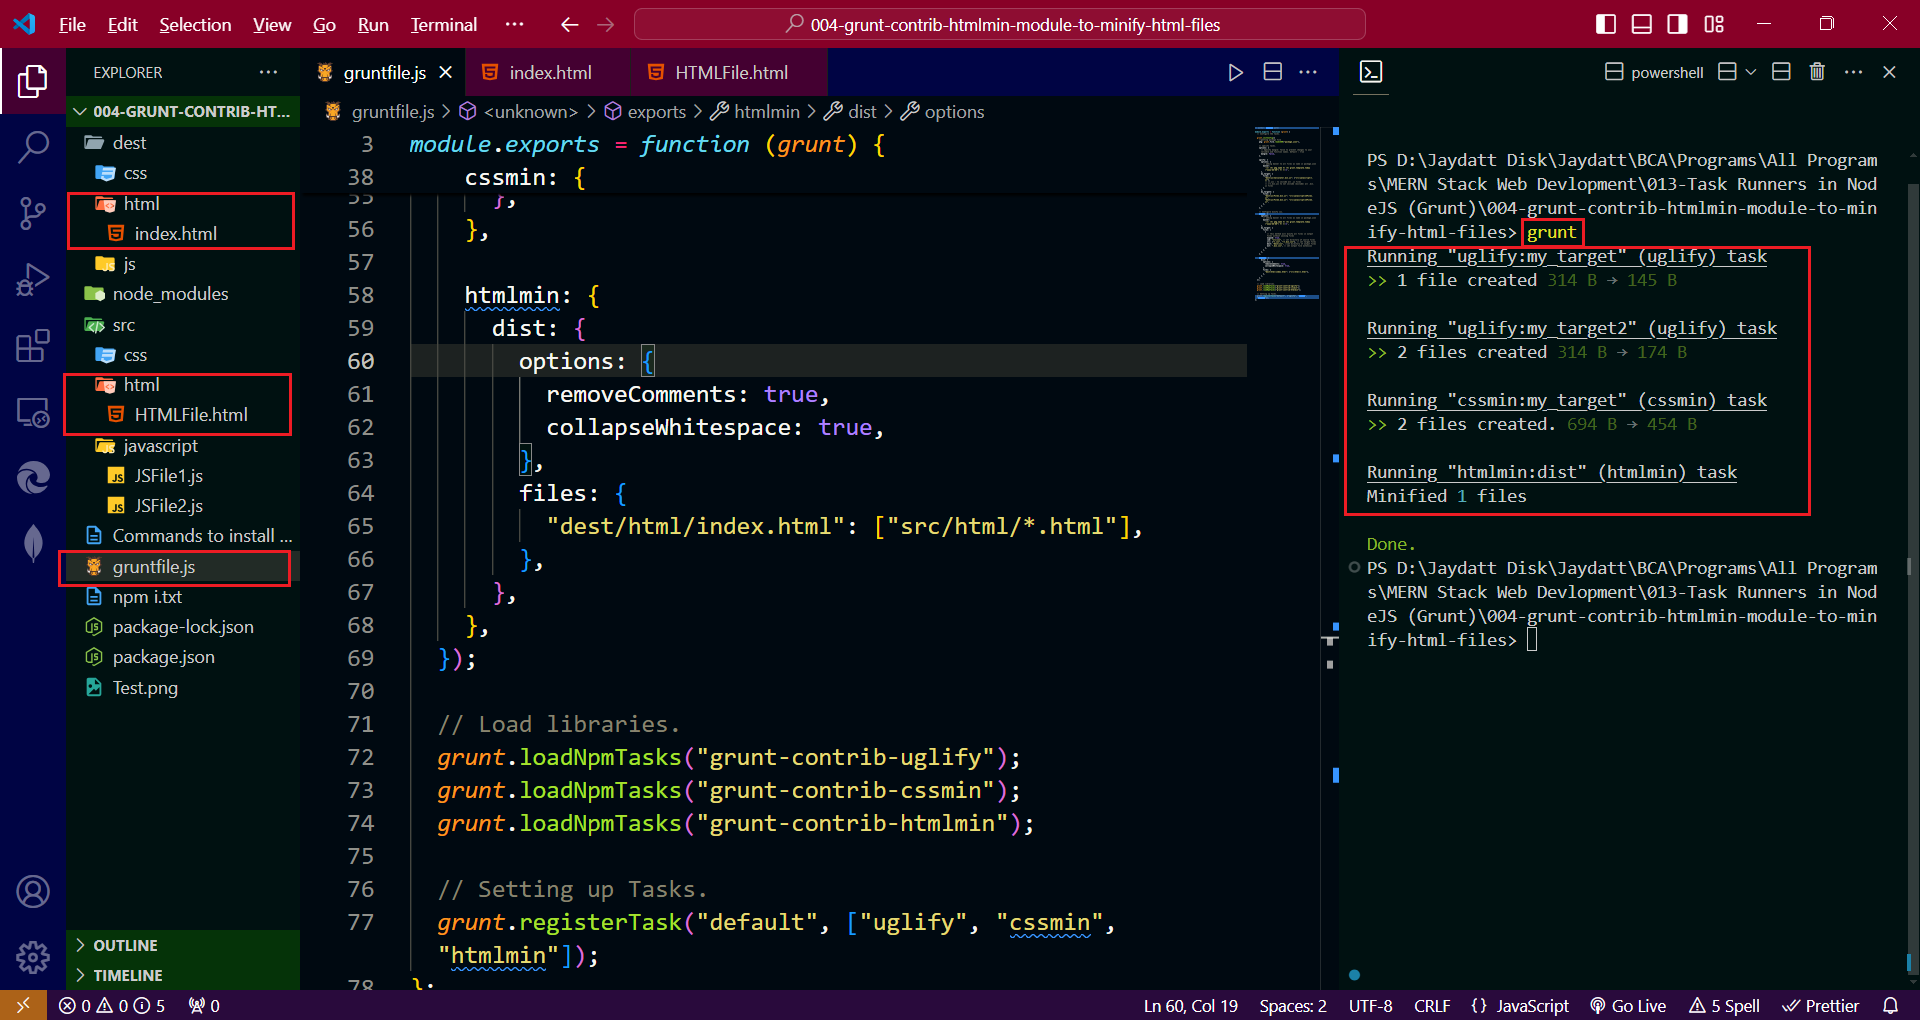 File Edit Selection View Go Run Terminal ··· 004-grunt-contrib-htmlmin-module-to-minify-html-files
EXPLORER ···
004-GRUNT-CONTRIB-HT...
dest
css
html
index.html
js
node_modules
src
css
html
HTMLFile.html
javascript
JSFile1.js
JSFile2.js
Commands to install ...
gruntfile.js
npm i.txt
package-lock.json
package.json
Test.png
OUTLINE
TIMELINE
gruntfile.js index.html HTMLFile.html
gruntfile.js > <unknown> > exports > htmlmin > dist > options
3 module.exports = function (grunt) {
38 cssmin: {
55 },
56 },
57
58 htmlmin: {
59 dist: {
60 options: {
61 removeComments: true,
62 collapseWhitespace: true,
63 },
64 files: {
65 "dest/html/index.html": ["src/html/*.html"],
66 },
67 },
68 },
69 });
70
71 // Load libraries.
72 grunt.loadNpmTasks("grunt-contrib-uglify");
73 grunt.loadNpmTasks("grunt-contrib-cssmin");
74 grunt.loadNpmTasks("grunt-contrib-htmlmin");
75
76 // Setting up Tasks.
77 grunt.registerTask("default", ["uglify", "cssmin",
"htmlmin"]);
78 };
powershell
PS D:\Jaydatt Disk\Jaydatt\BCA\Programs\All Program
s\MERN Stack Web Devlopment\013-Task Runners in Nod
eJS (Grunt)\004-grunt-contrib-htmlmin-module-to-min
ify-html-files> grunt
Running "uglify:my_target" (uglify) task
>> 1 file created 314 B → 145 B
Running "uglify:my_target2" (uglify) task
>> 2 files created 314 B → 174 B
Running "cssmin:my_target" (cssmin) task
>> 2 files created. 694 B → 454 B
Running "htmlmin:dist" (htmlmin) task
Minified 1 files
Done.
PS D:\Jaydatt Disk\Jaydatt\BCA\Programs\All Program
s\MERN Stack Web Devlopment\013-Task Runners in Nod
eJS (Grunt)\004-grunt-contrib-htmlmin-module-to-min
ify-html-files>
0 0 5 0 Ln 60, Col 19 Spaces: 2 UTF-8 CRLF {} JavaScript Go Live 5 Spell Prettier